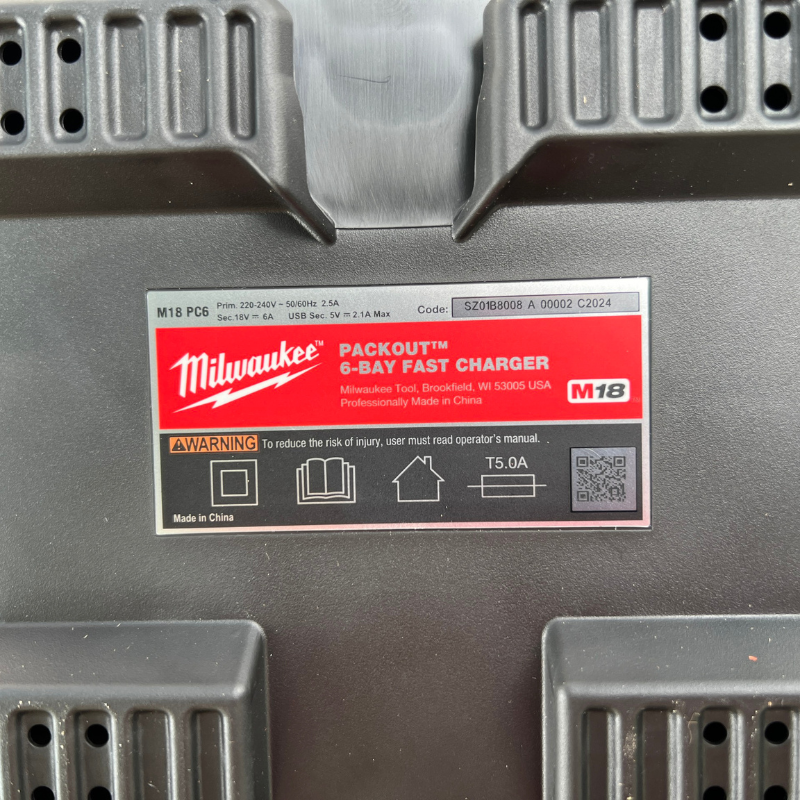 M18 PC6
Prim. 220-240V ~ 50/60Hz 2.5A
Sec.18V ⎓ 6A USB Sec. 5V ⎓ 2.1A Max
Code: SZ01B8008 A 00002 C2024
Milwaukee™
PACKOUT™
6-BAY FAST CHARGER
Milwaukee Tool, Brookfield, WI 53005 USA
Professionally Made in China
M18
WARNING To reduce the risk of injury, user must read operator's manual.
T5.0A
Made in China